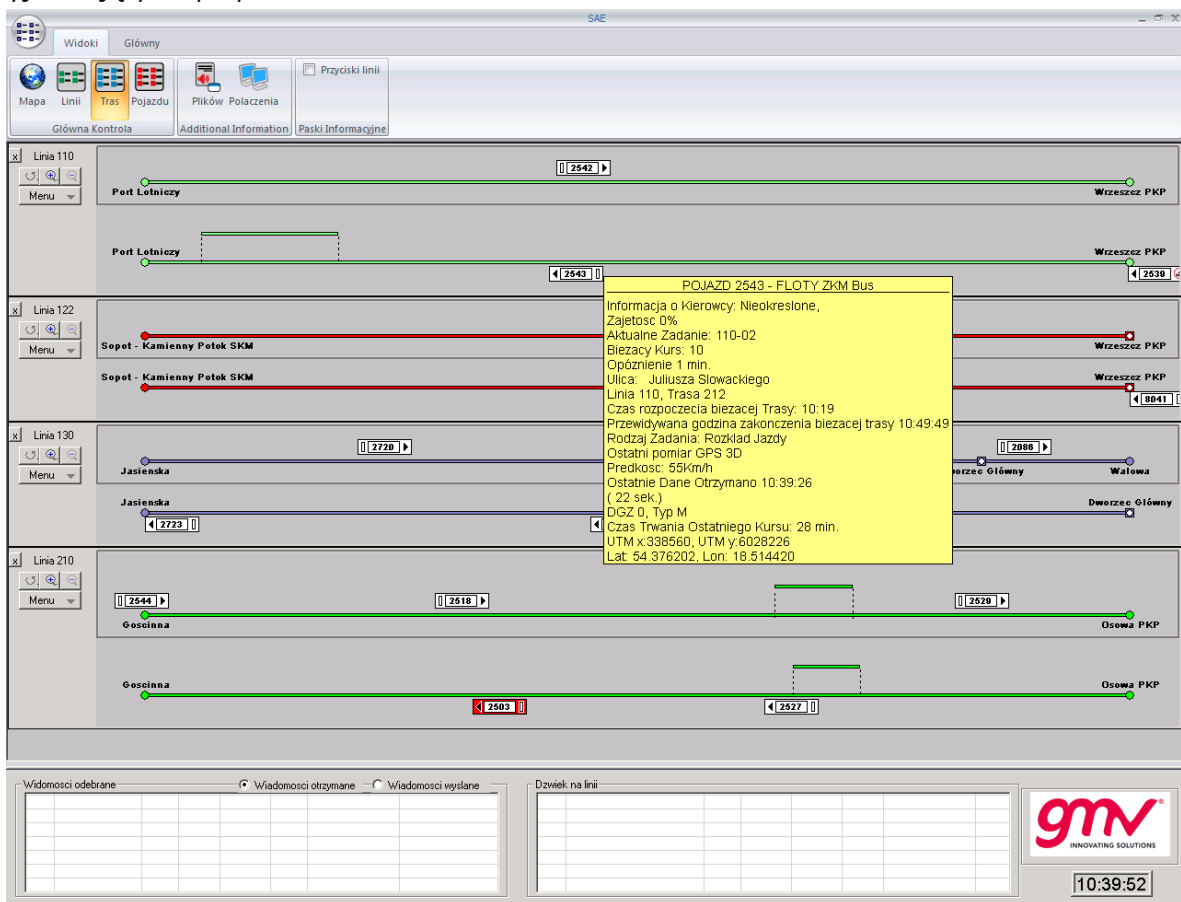 SAE
Widoki Główny
Przyciski linii
Mapa Linii Tras Pojazdu Plików Polaczenia
Główna Kontrola Additional Information Paski Informacyjne
x Linia 110
2542
Menu
Port Lotniczy Wrzeszcz PKP
Port Lotniczy Wrzeszcz PKP
2543 2539
POJAZD 2543 - FLOTY ZKM Bus
Informacja o Kierowcy: Nieokreslone,
Zajetosc 0%
Aktualne Zadanie: 110-02
Biezacy Kurs: 10
Opóznienie 1 min.
Ulica: Juliusza Slowackiego
Linia 110, Trasa 212
Czas rozpoczecia biezacej Trasy: 10:19
Przewidywana godzina zakonczenia biezacej trasy 10:49:49
Rodzaj Zadania: Rozklad Jazdy
Ostatni pomiar GPS 3D
Predkosc: 55Km/h
Ostatnie Dane Otrzymano 10:39:26
( 22 sek.)
DGZ 0, Typ M
Czas Trwania Ostatniego Kursu: 28 min.
UTM x:338560, UTM y:6028226
Lat: 54.376202, Lon: 18.514420
x Linia 122
Menu
Sopot - Kamienny Potok SKM Wrzeszcz PKP
Sopot - Kamienny Potok SKM Wrzeszcz PKP
8041
x Linia 130
2720 2086
Menu
Jasienska Główny Walowa
Jasienska Dworzec Główny
2723
x Linia 210
Menu
2544 2518 2529
Goscinna Osowa PKP
Goscinna Osowa PKP
2503 2527
Widomosci odebrane Wiadomosci otrzymane Wiadomosci wyslane Dzwiek na linii
gmv
INNOVATING SOLUTIONS
10:39:52